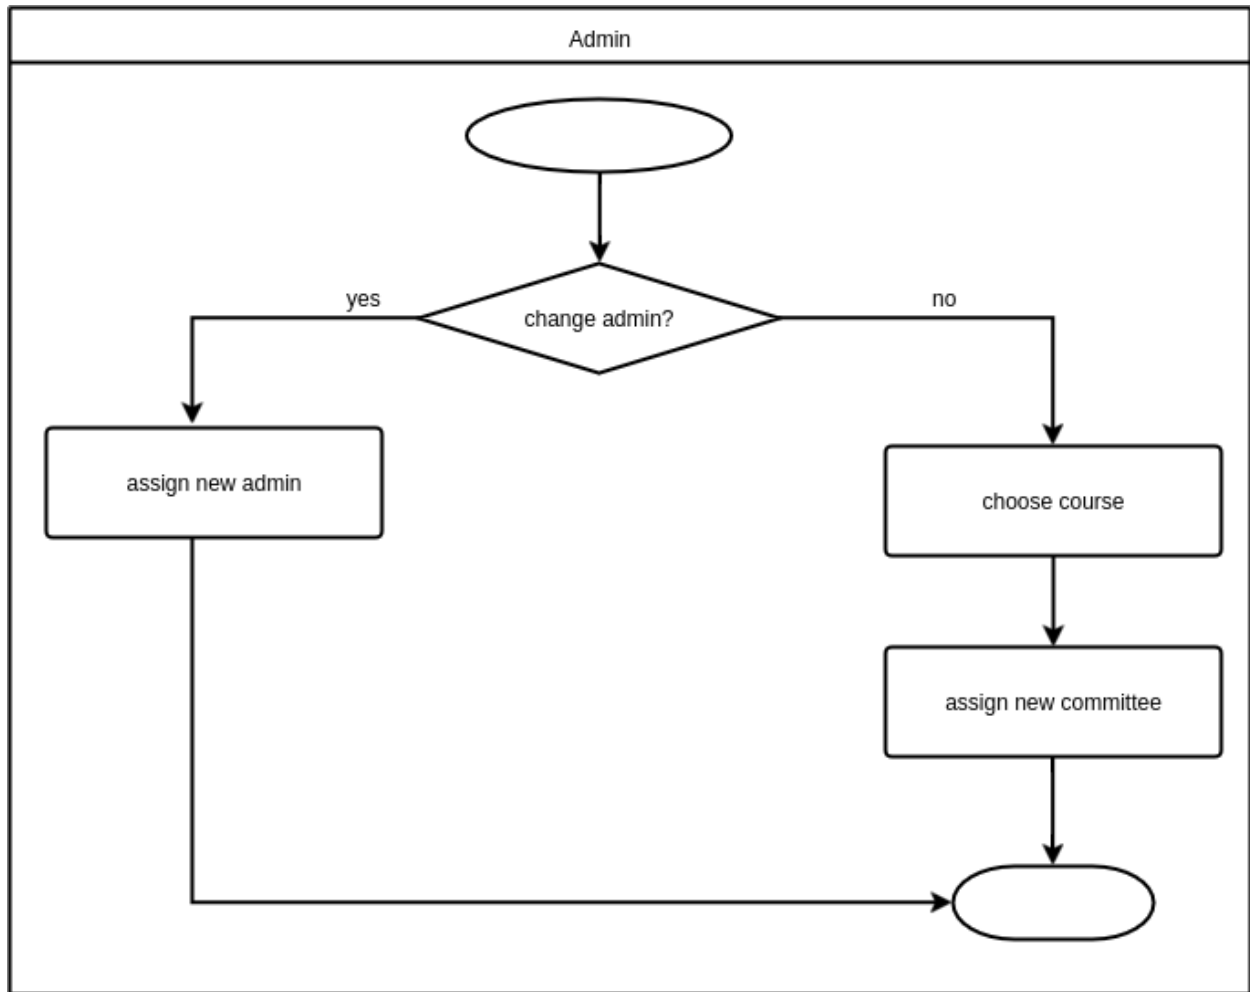 Admin
yes
no
change admin?
assign new admin
choose course
assign new committee